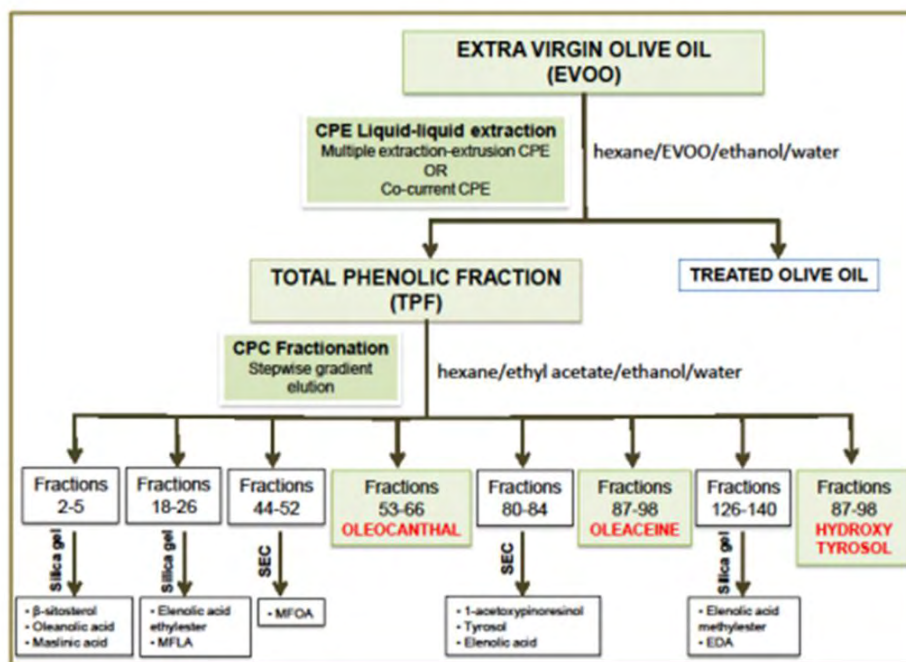 EXTRA VIRGIN OLIVE OIL
(EVOO)
CPE Liquid-liquid extraction
Multiple extraction-extrusion CPE
OR
Co-current CPE
hexane/EVOO/ethanol/water
TOTAL PHENOLIC FRACTION
(TPF)
TREATED OLIVE OIL
CPC Fractionation
Stepwise gradient
elution
hexane/ethyl acetate/ethanol/water
Fractions
2-5
Fractions
18-26
Fractions
44-52
Fractions
53-66
OLEOCANTHAL
Fractions
80-84
Fractions
87-98
OLEACEINE
Fractions
126-140
Fractions
87-98
HYDROXY
TYROSOL
Silica gel
Silica gel
SEC
SEC
Silica gel
• β-sitosterol
• Oleanolic acid
• Maslinic acid
• Elenolic acid
ethylester
• MFLA
• MFOA
• 1-acetoxypinoresinol
• Tyrosol
• Elenolic acid
• Elenolic acid
methylester
• EDA